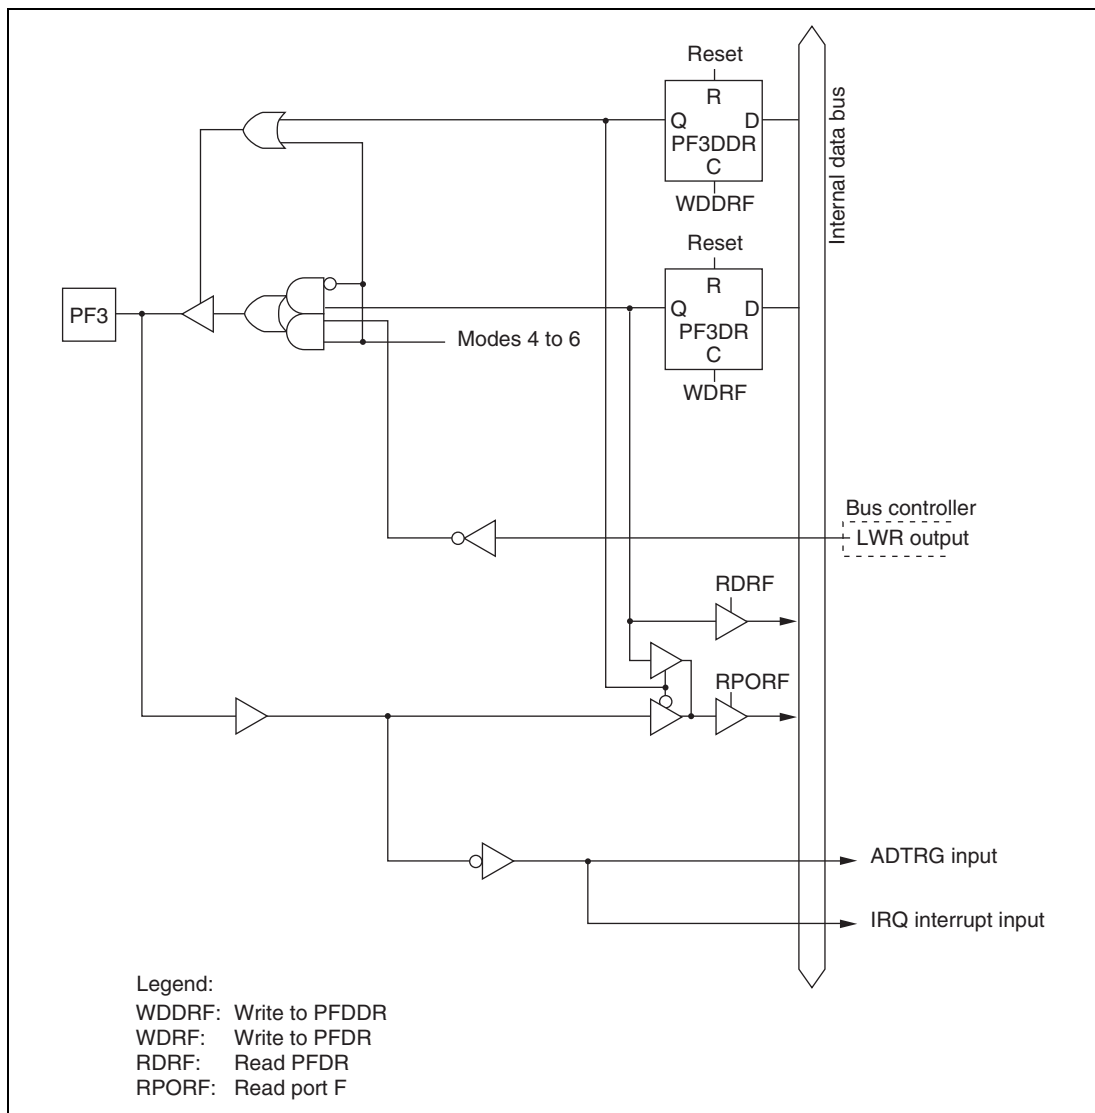 Reset
R
Q D
PF3DDR
C
WDDRF
Internal data bus
Reset
R
Q D
PF3DR
C
WDRF
PF3
Modes 4 to 6
Bus controller
LWR output
RDRF
RPORF
ADTRG input
IRQ interrupt input
Legend:
WDDRF: Write to PFDDR
WDRF: Write to PFDR
RDRF: Read PFDR
RPORF: Read port F